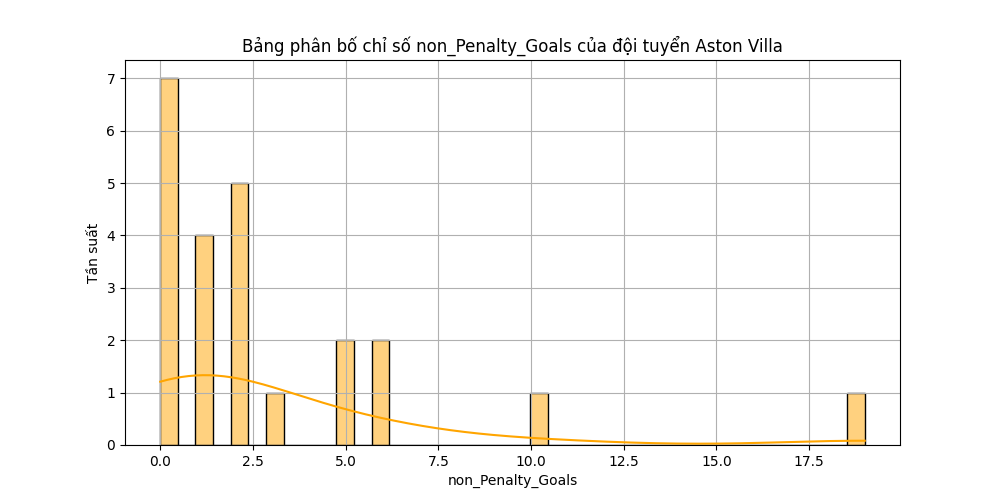 Bảng phân bố chỉ số non_Penalty_Goals của đội tuyển Aston Villa
7
6
5
4
3
2
1
0
Tần suất
0.0 2.5 5.0 7.5 10.0 12.5 15.0 17.5
non_Penalty_Goals